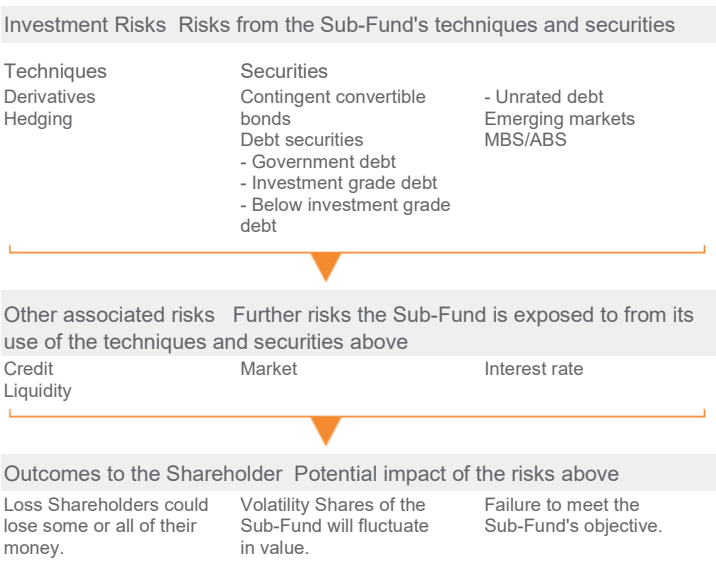 Investment Risks Risks from the Sub-Fund's techniques and securities
Techniques
Derivatives
Hedging
Securities
Contingent convertible
bonds
Debt securities
- Government debt
- Investment grade debt
- Below investment grade
debt
- Unrated debt
Emerging markets
MBS/ABS
Other associated risks Further risks the Sub-Fund is exposed to from its
use of the techniques and securities above
Credit
Liquidity
Market
Interest rate
Outcomes to the Shareholder Potential impact of the risks above
Loss Shareholders could
lose some or all of their
money.
Volatility Shares of the
Sub-Fund will fluctuate
in value.
Failure to meet the
Sub-Fund's objective.